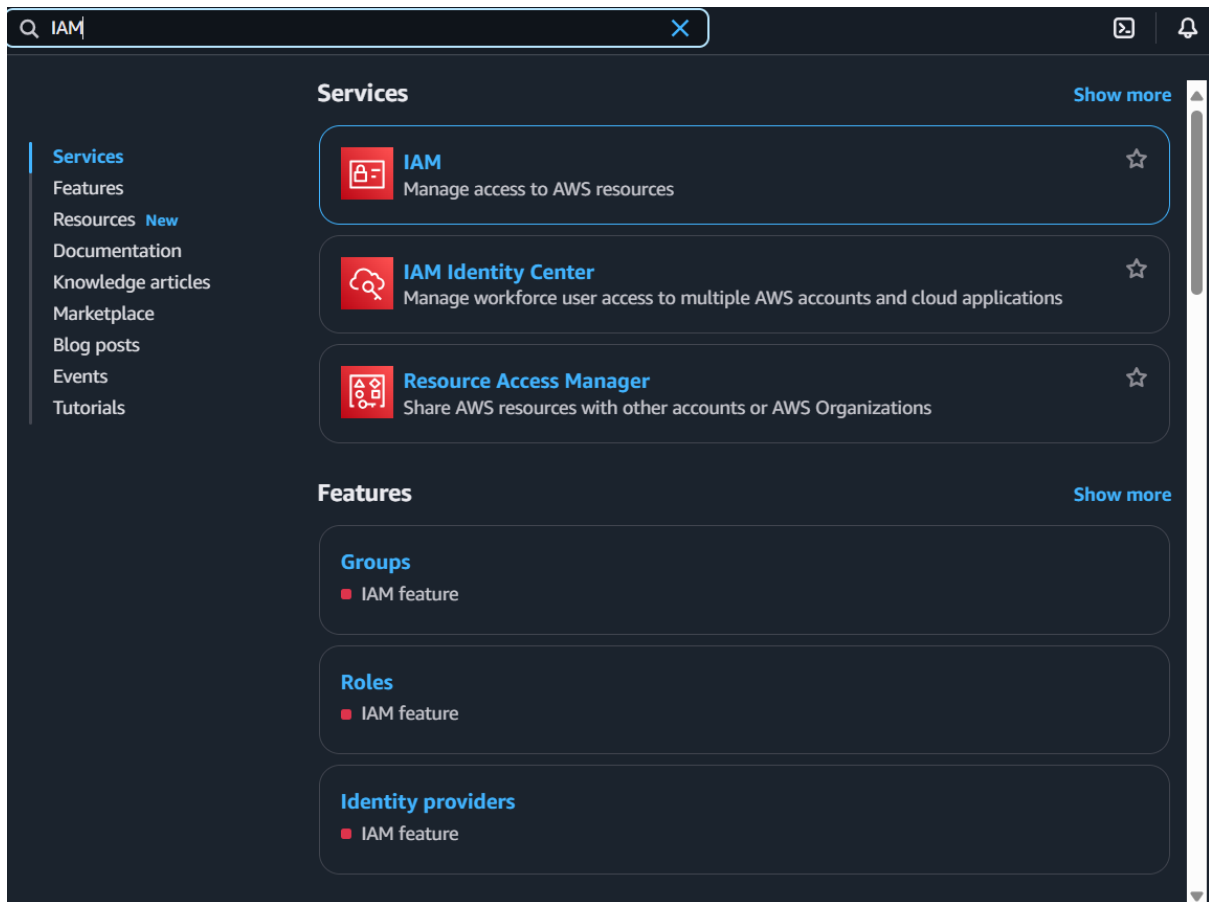 IAM
Services
Show more
Services
Features
Resources New
Documentation
Knowledge articles
Marketplace
Blog posts
Events
Tutorials
IAM
Manage access to AWS resources
IAM Identity Center
Manage workforce user access to multiple AWS accounts and cloud applications
Resource Access Manager
Share AWS resources with other accounts or AWS Organizations
Features
Show more
Groups
IAM feature
Roles
IAM feature
Identity providers
IAM feature